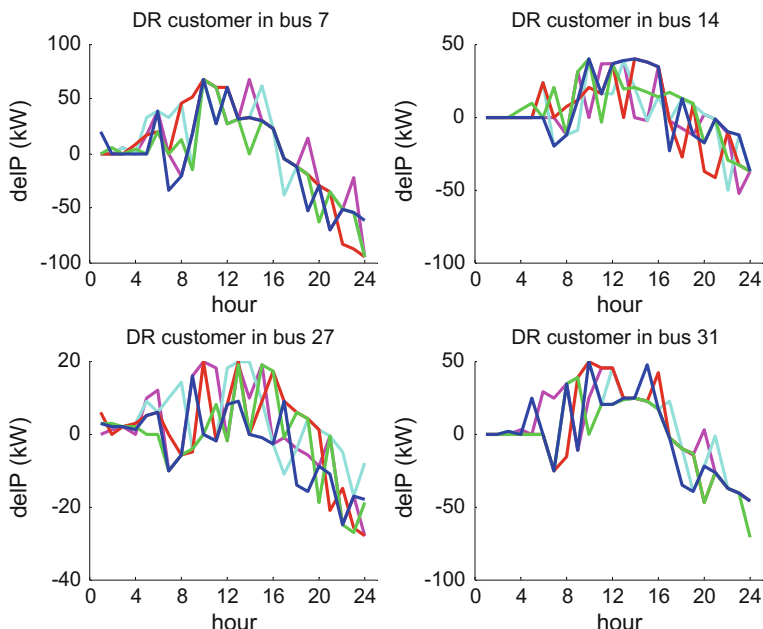 DR customer in bus 7
100
50
0
-50
-100
delP (kW)
0 4 8 12 16 20 24
hour
DR customer in bus 14
50
0
-50
-100
delP (kW)
0 4 8 12 16 20 24
hour
DR customer in bus 27
20
0
-20
-40
delP (kW)
0 4 8 12 16 20 24
hour
DR customer in bus 31
50
0
-50
-100
delP (kW)
0 4 8 12 16 20 24
hour